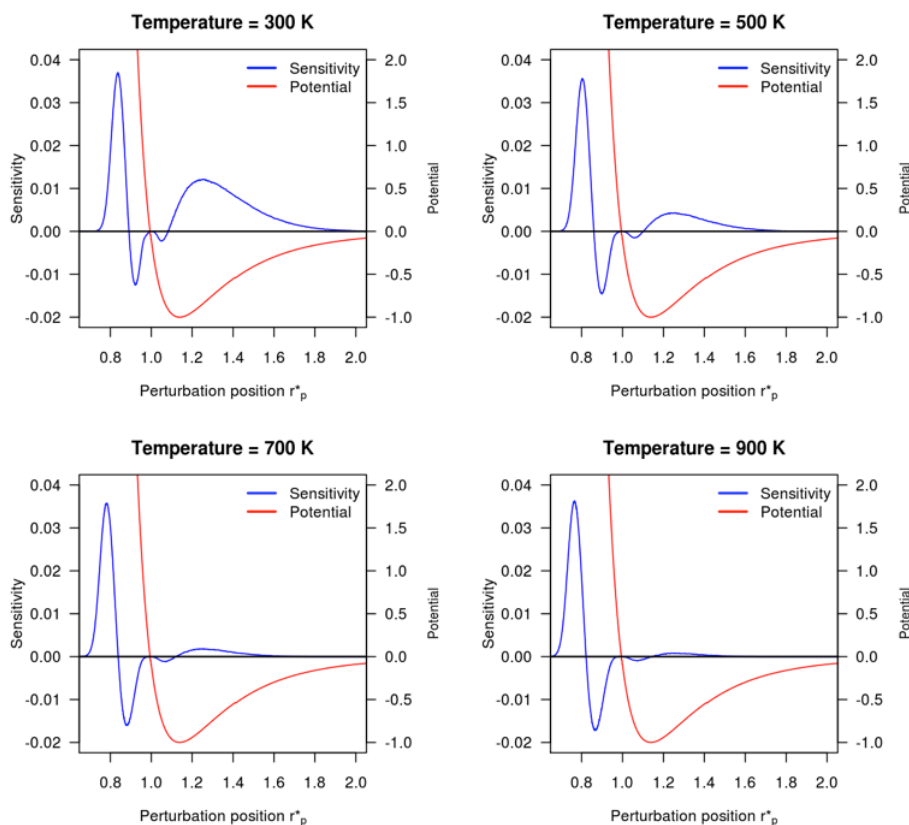 Temperature = 300 K
0.04
0.03
0.02
0.01
0.00
-0.01
-0.02
Sensitivity
Sensitivity
Potential
2.0
1.5
1.0
0.5
0.0
-0.5
-1.0
Potential
0.8 1.0 1.2 1.4 1.6 1.8 2.0
Perturbation position r*p
Temperature = 500 K
0.04
0.03
0.02
0.01
0.00
-0.01
-0.02
Sensitivity
Sensitivity
Potential
2.0
1.5
1.0
0.5
0.0
-0.5
-1.0
Potential
0.8 1.0 1.2 1.4 1.6 1.8 2.0
Perturbation position r*p
Temperature = 700 K
0.04
0.03
0.02
0.01
0.00
-0.01
-0.02
Sensitivity
Sensitivity
Potential
2.0
1.5
1.0
0.5
0.0
-0.5
-1.0
Potential
0.8 1.0 1.2 1.4 1.6 1.8 2.0
Perturbation position r*p
Temperature = 900 K
0.04
0.03
0.02
0.01
0.00
-0.01
-0.02
Sensitivity
Sensitivity
Potential
2.0
1.5
1.0
0.5
0.0
-0.5
-1.0
Potential
0.8 1.0 1.2 1.4 1.6 1.8 2.0
Perturbation position r*p